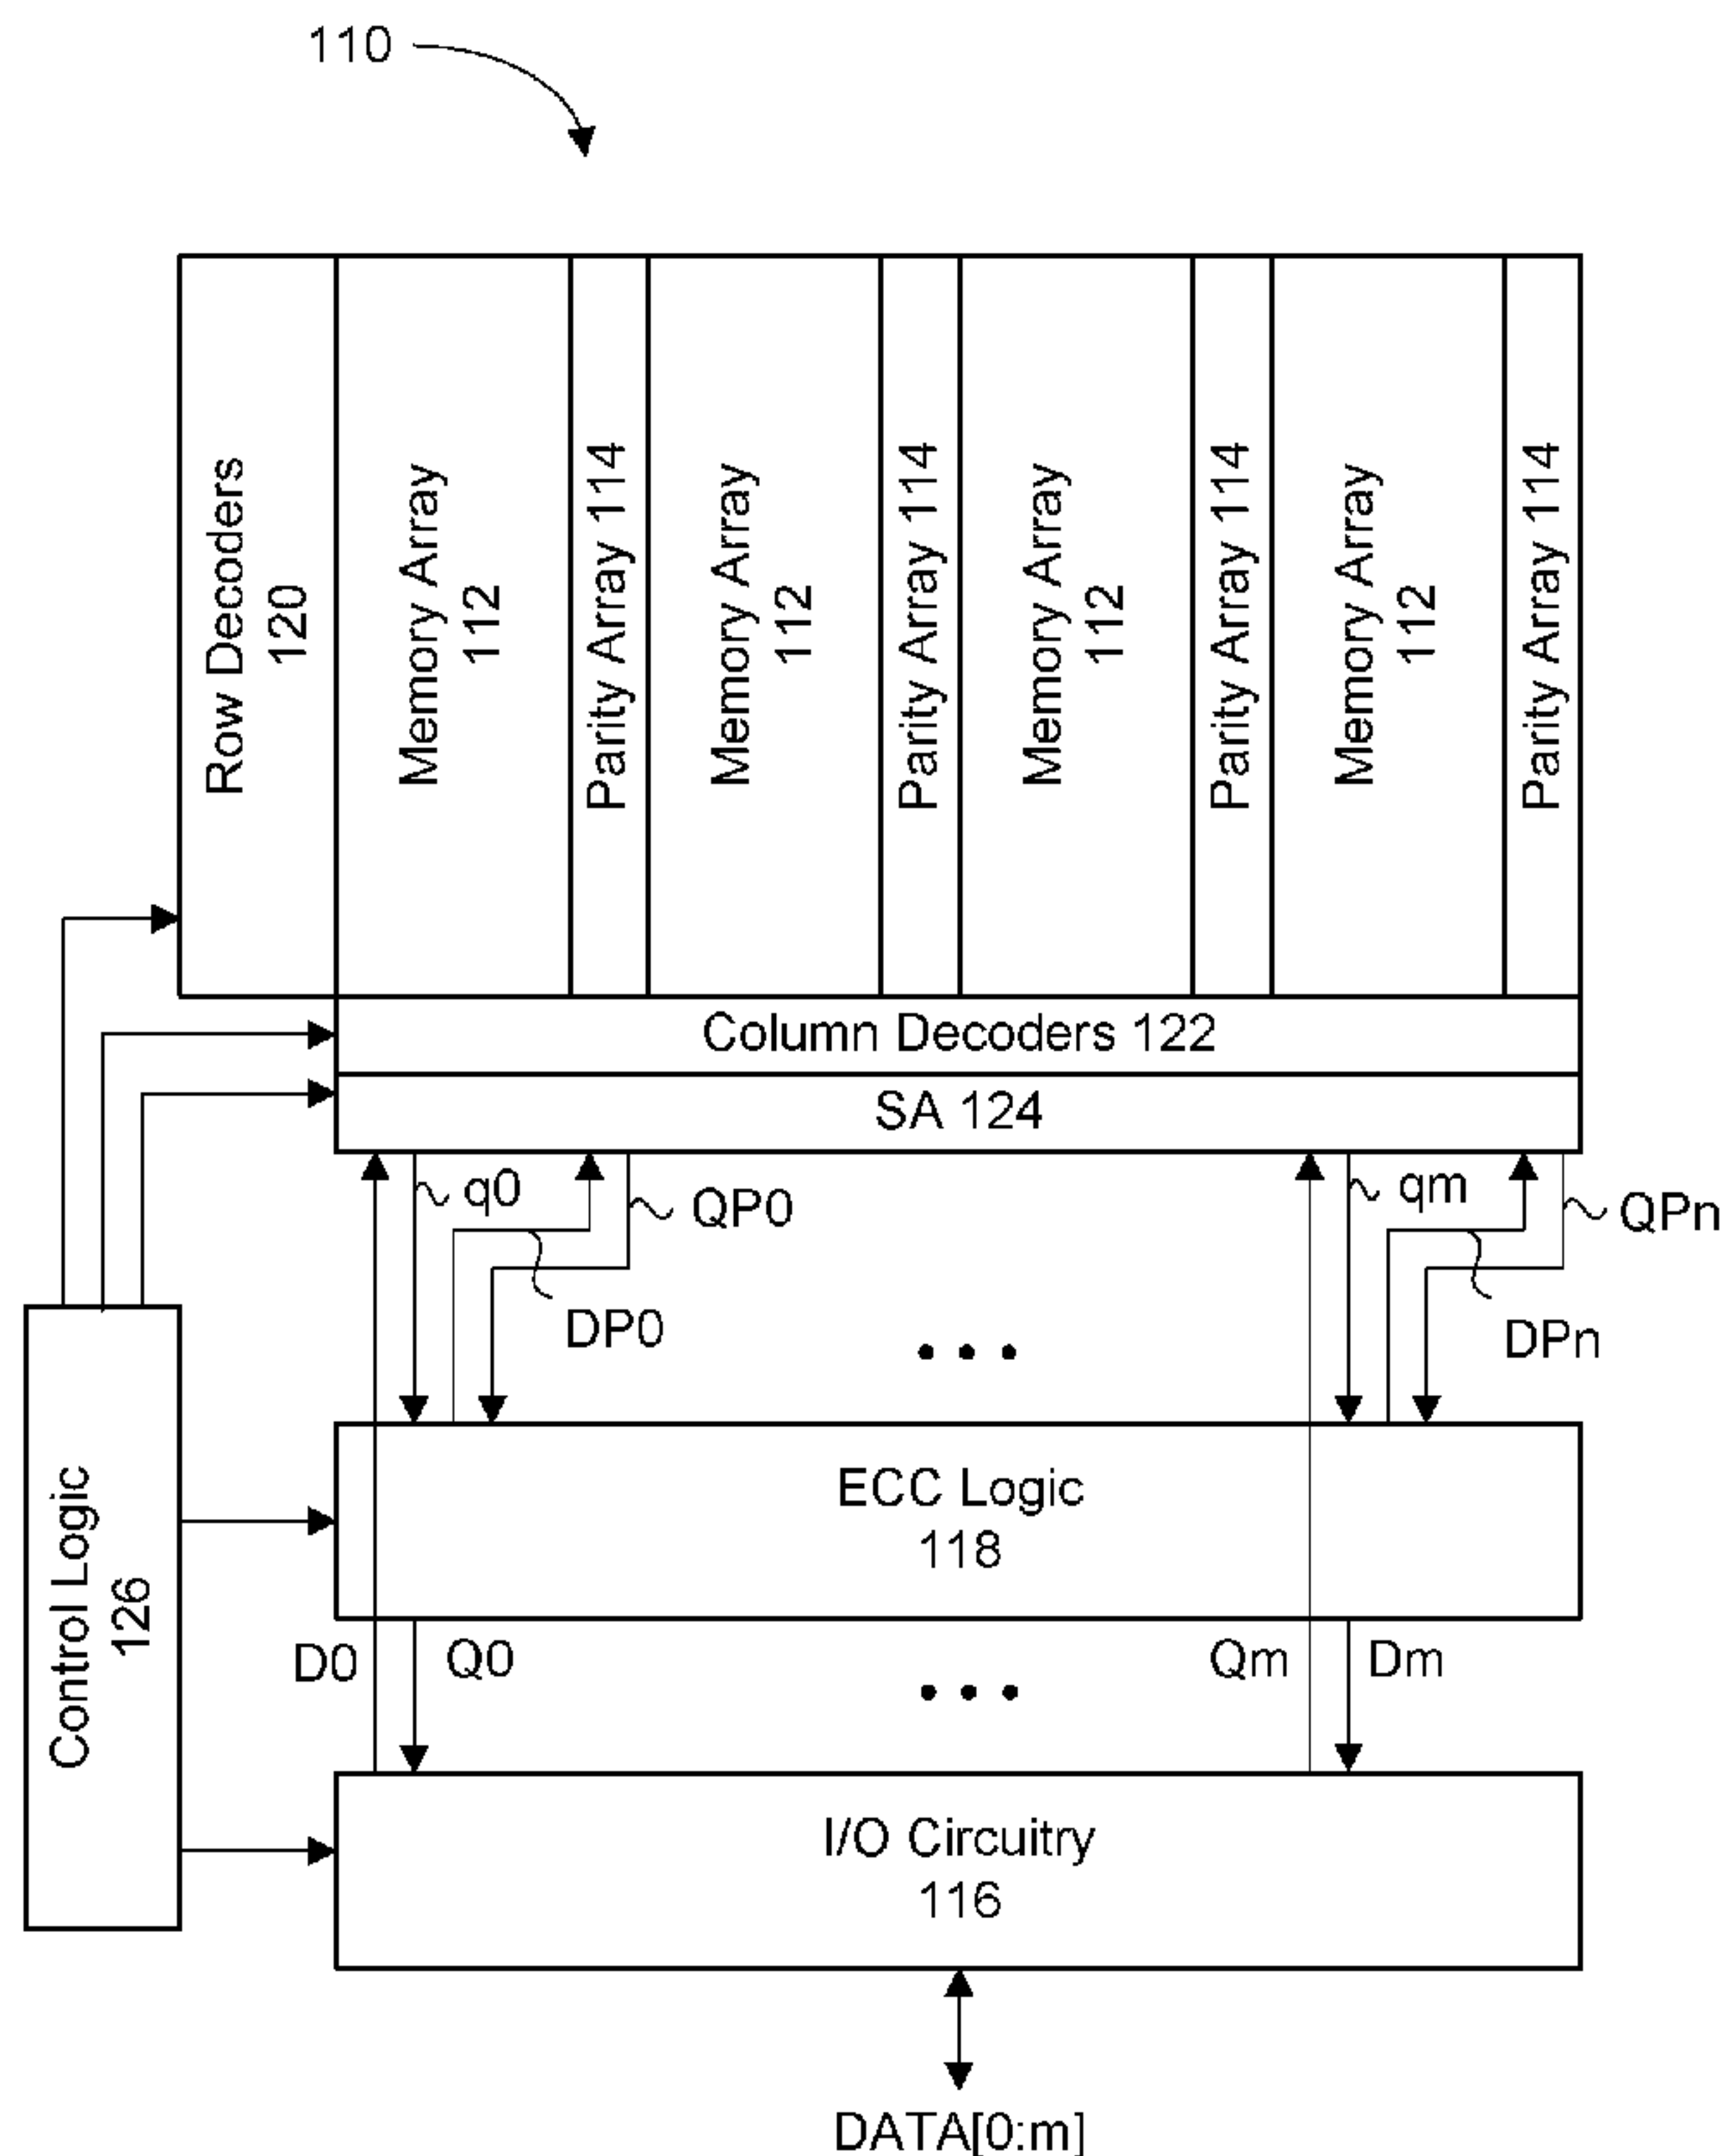 110
Row Decoders
120
Memory Array
112
Parity Array 114
Memory Array
112
Parity Array 114
Memory Array
112
Parity Array 114
Memory Array
112
Parity Array 114
Column Decoders 122
SA 124
q0
QP0
qm
QPn
DP0
DPn
Control Logic
126
ECC Logic
118
D0
Q0
Qm
Dm
I/O Circuitry
116
DATA[0:m]